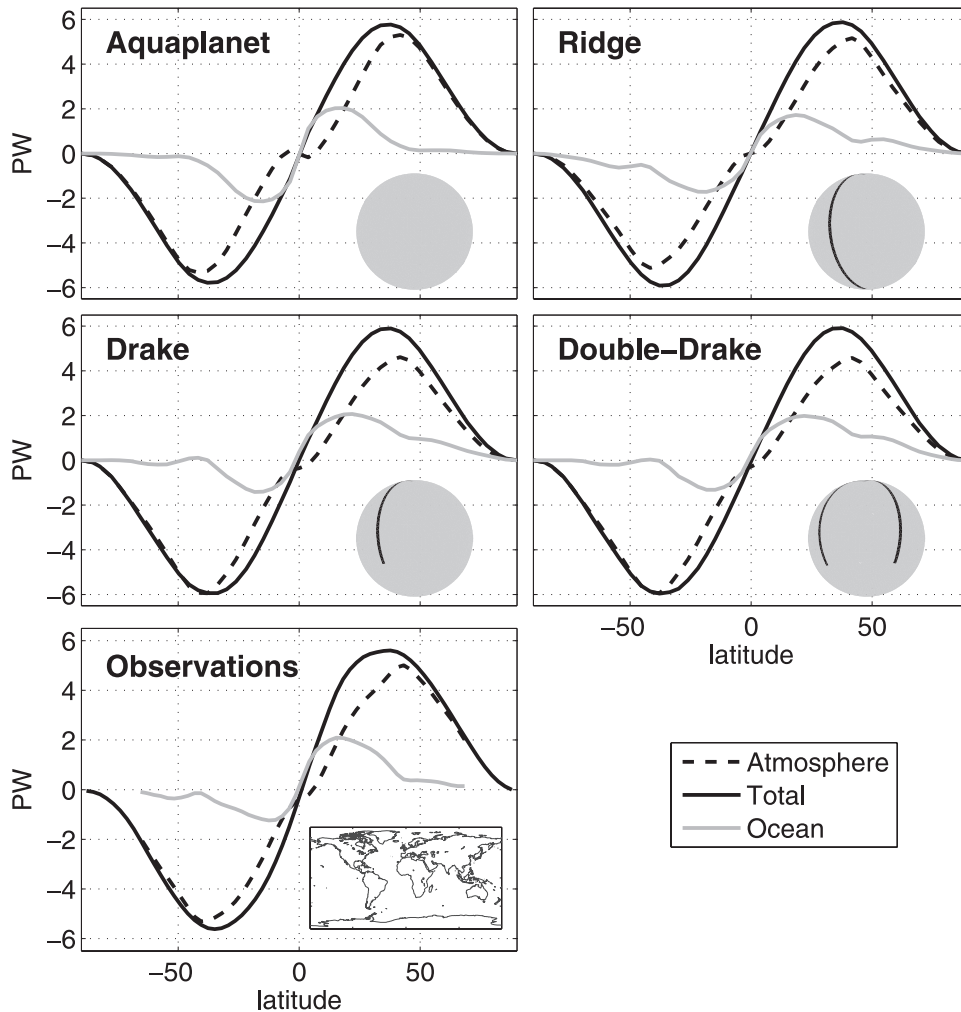 Aquaplanet
PW
6
4
2
0
−2
−4
−6
Ridge
Drake
PW
6
4
2
0
−2
−4
−6
Double−Drake
−50
0
50
latitude
Observations
PW
6
4
2
0
−2
−4
−6
−50
0
50
latitude
Atmosphere
Total
Ocean